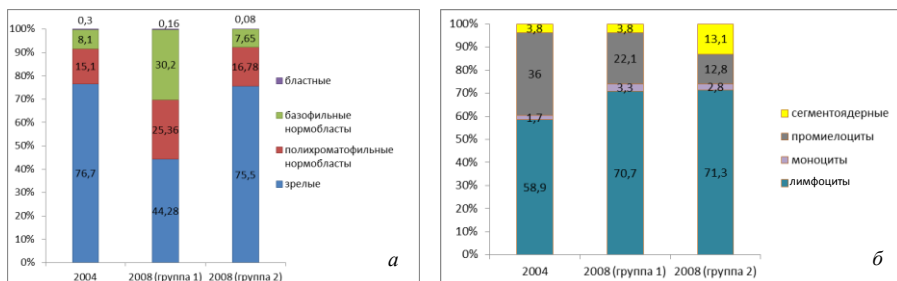 0,3 0,16 0,08
100%
90%
80%
70%
60%
50%
40%
30%
20%
10%
0%
8,1 30,2 7,65
15,1 25,36 16,78
76,7 44,28 75,5
2004 2008 (группа 1) 2008 (группа 2)
бластные
базофильные
нормобласты
полихроматофильные
нормобласты
зрелые
а
100%
90%
80%
70%
60%
50%
40%
30%
20%
10%
0%
3,8 3,8 13,1
36 22,1 12,8
1,7 3,3 2,8
58,9 70,7 71,3
2004 2008 (группа 1) 2008 (группа 2)
сегментоядерные
промиелоциты
моноциты
лимфоциты
б